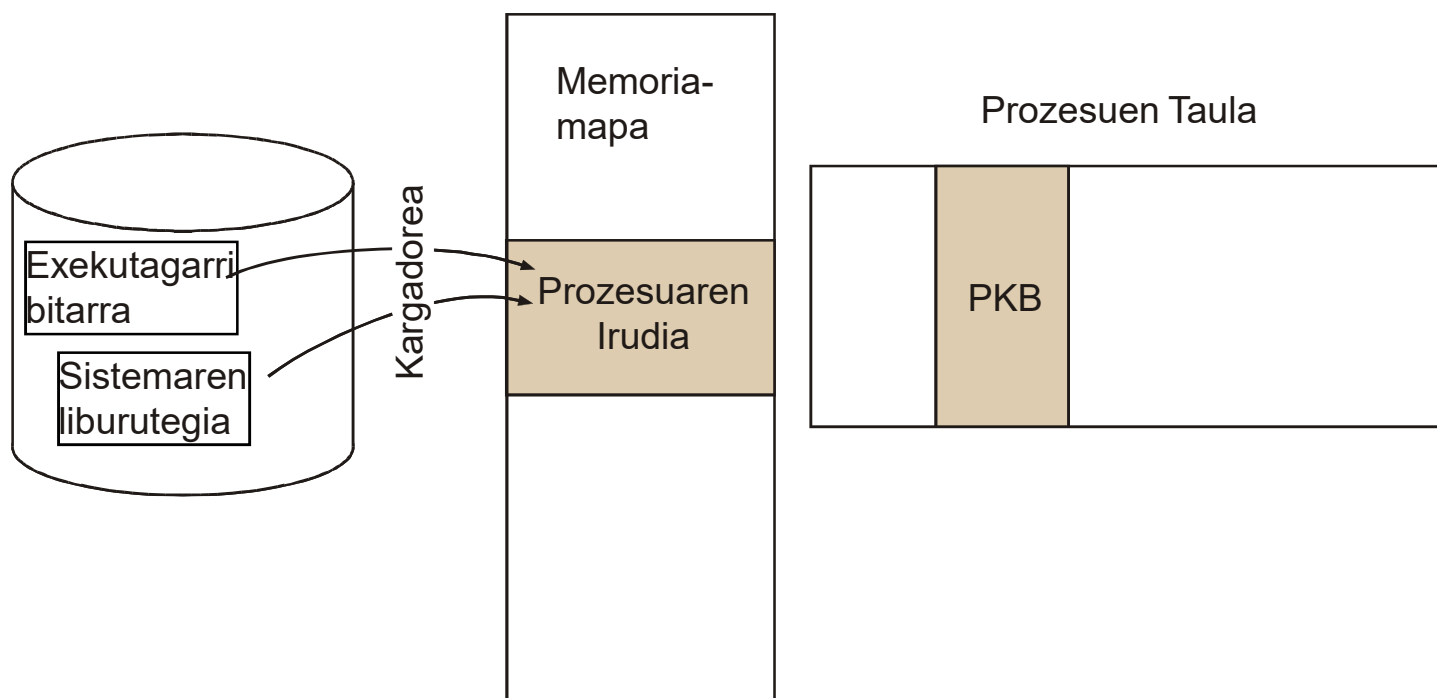 Exekutagarri
bitarra
Sistemaren
liburutegia
Kargadorea
Memoria-
mapa
Prozesuaren
Irudia
Prozesuen Taula
PKB